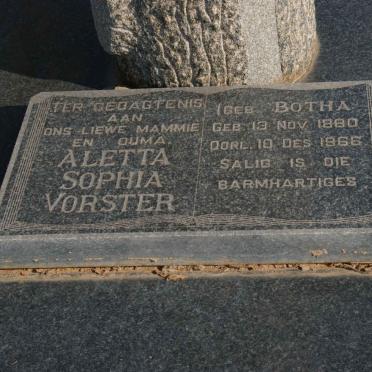 TER GEDAGTENIS
AAN
ONS LIEWE MAMMIE
EN OUMA.
ALETTA
SOPHIA
VORSTER
(GEB. BOTHA
GEB. 13 NOV. 1880
OORL. 10 DES 1966
SALIG IS DIE
BARMHARTIGES